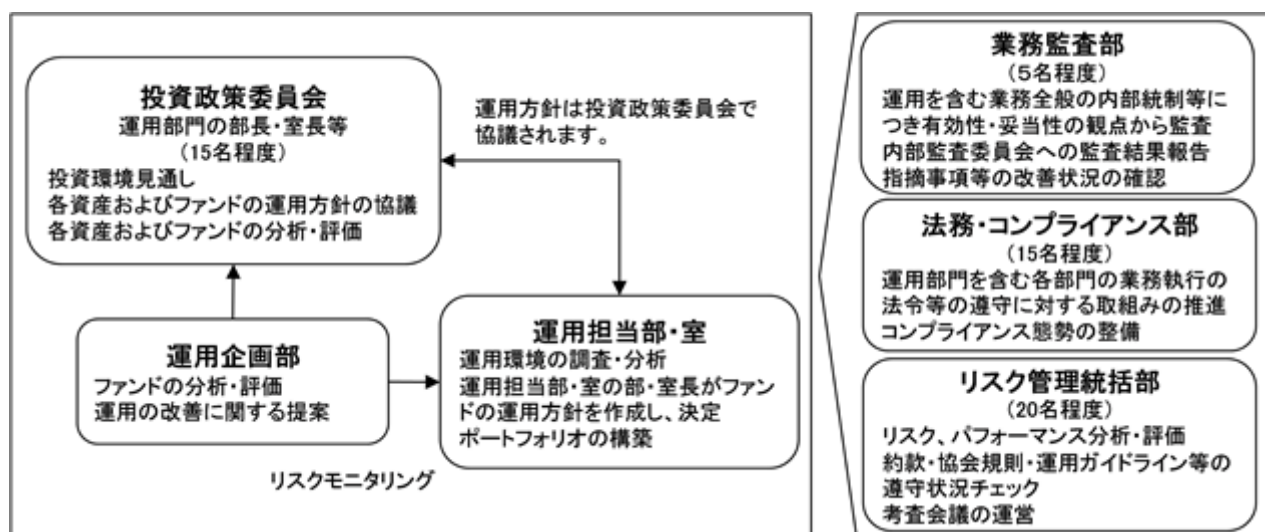 投資政策委員会
運用部門の部長・室長等
(15名程度)
投資環境見通し
各資産およびファンドの運用方針の協議
各資産およびファンドの分析・評価
運用方針は投資政策委員会で
協議されます。
運用企画部
ファンドの分析・評価
運用の改善に関する提案
運用担当部・室
運用環境の調査・分析
運用担当部・室の部・室長がファン
ドの運用方針を作成し、決定
ポートフォリオの構築
リスクモニタリング
業務監査部
(5名程度)
運用を含む業務全般の内部統制等に
つき有効性・妥当性の観点から監査
内部監査委員会への監査結果報告
指摘事項等の改善状況の確認
法務・コンプライアンス部
(15名程度)
運用部門を含む各部門の業務執行の
法令等の遵守に対する取組みの推進
コンプライアンス態勢の整備
リスク管理統括部
(20名程度)
リスク、パフォーマンス分析・評価
約款・協会規則・運用ガイドライン等の
遵守状況チェック
考査会議の運営